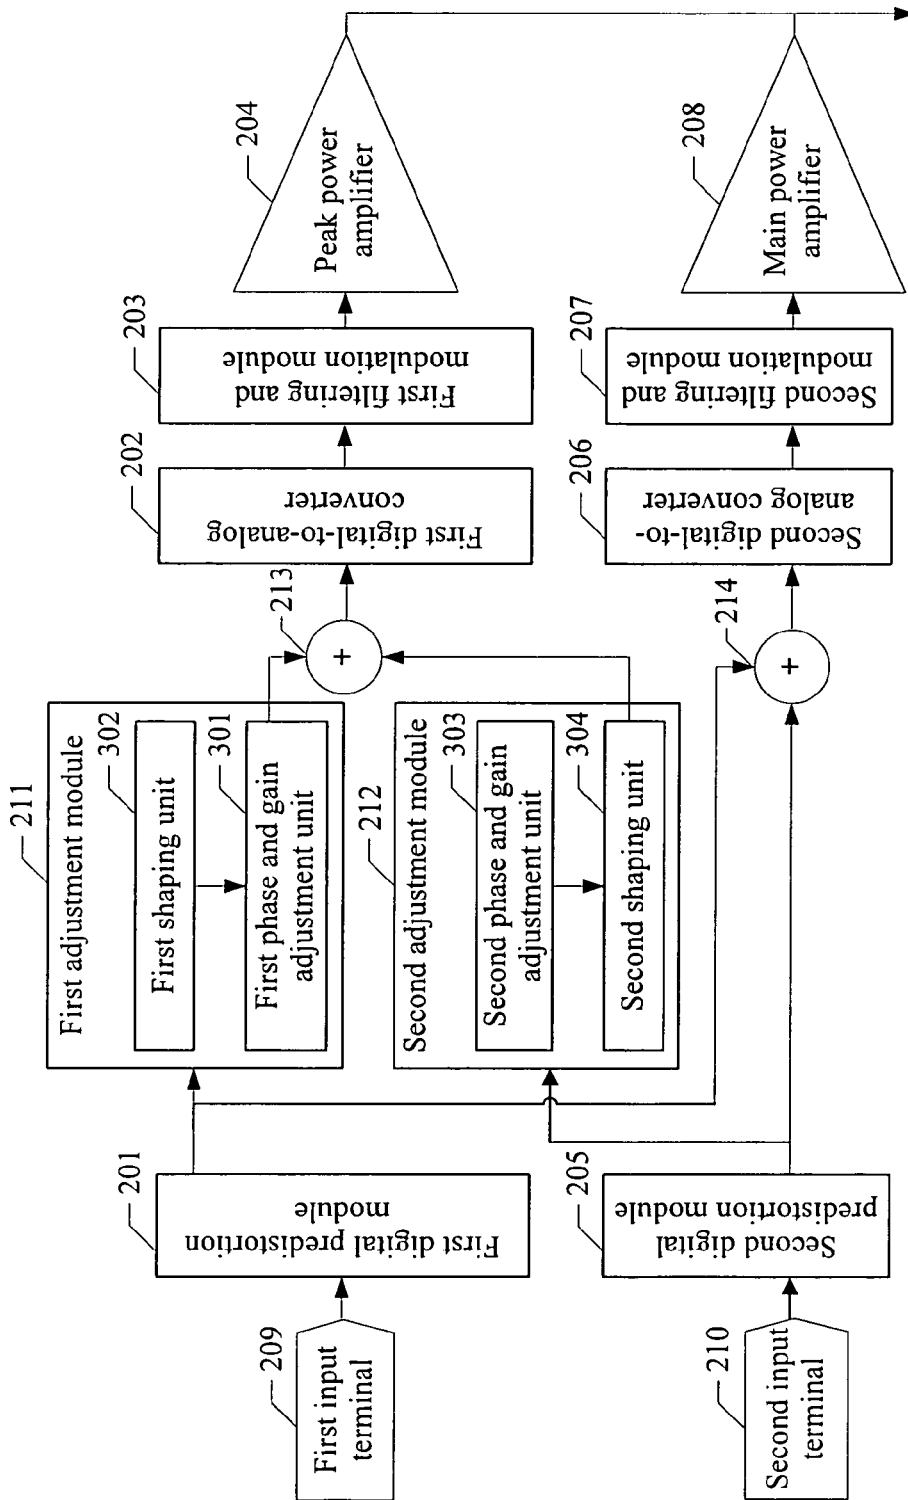 209
First input
terminal
201
First digital predistortion
module
211
First adjustment module
302
First shaping unit
301
First phase and gain
adjustment unit
213
+
202
First digital-to-analog
converter
203
First filtering and
modulation module
204
Peak power
amplifier
212
Second adjustment module
303
Second phase and gain
adjustment unit
304
Second shaping unit
210
Second input
terminal
205
Second digital
predistortion module
214
+
206
Second digital-to-
analog converter
207
Second filtering and
modulation module
208
Main power
amplifier